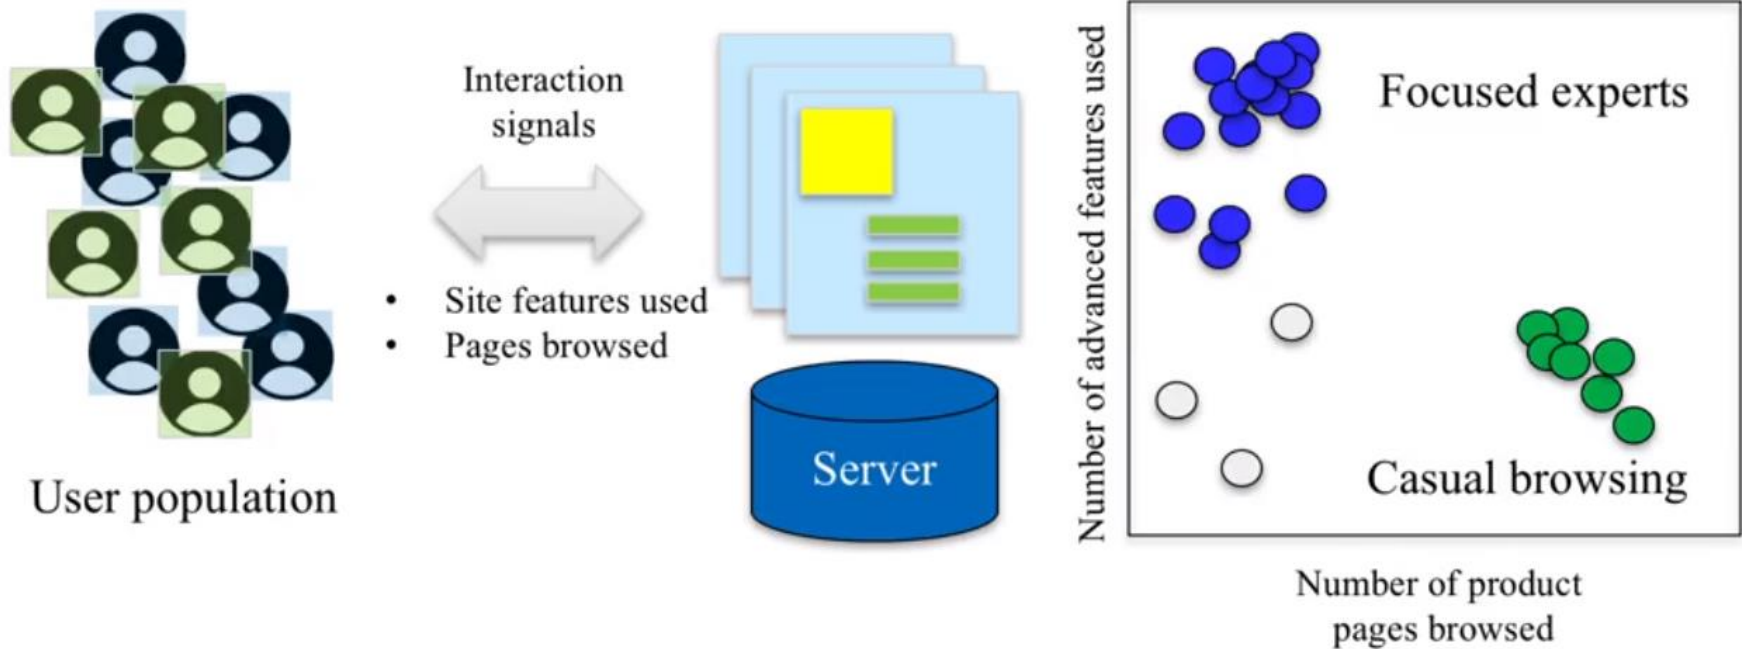 User population
Interaction
signals
• Site features used
• Pages browsed
Server
Number of advanced features used
Focused experts
Casual browsing
Number of product
pages browsed